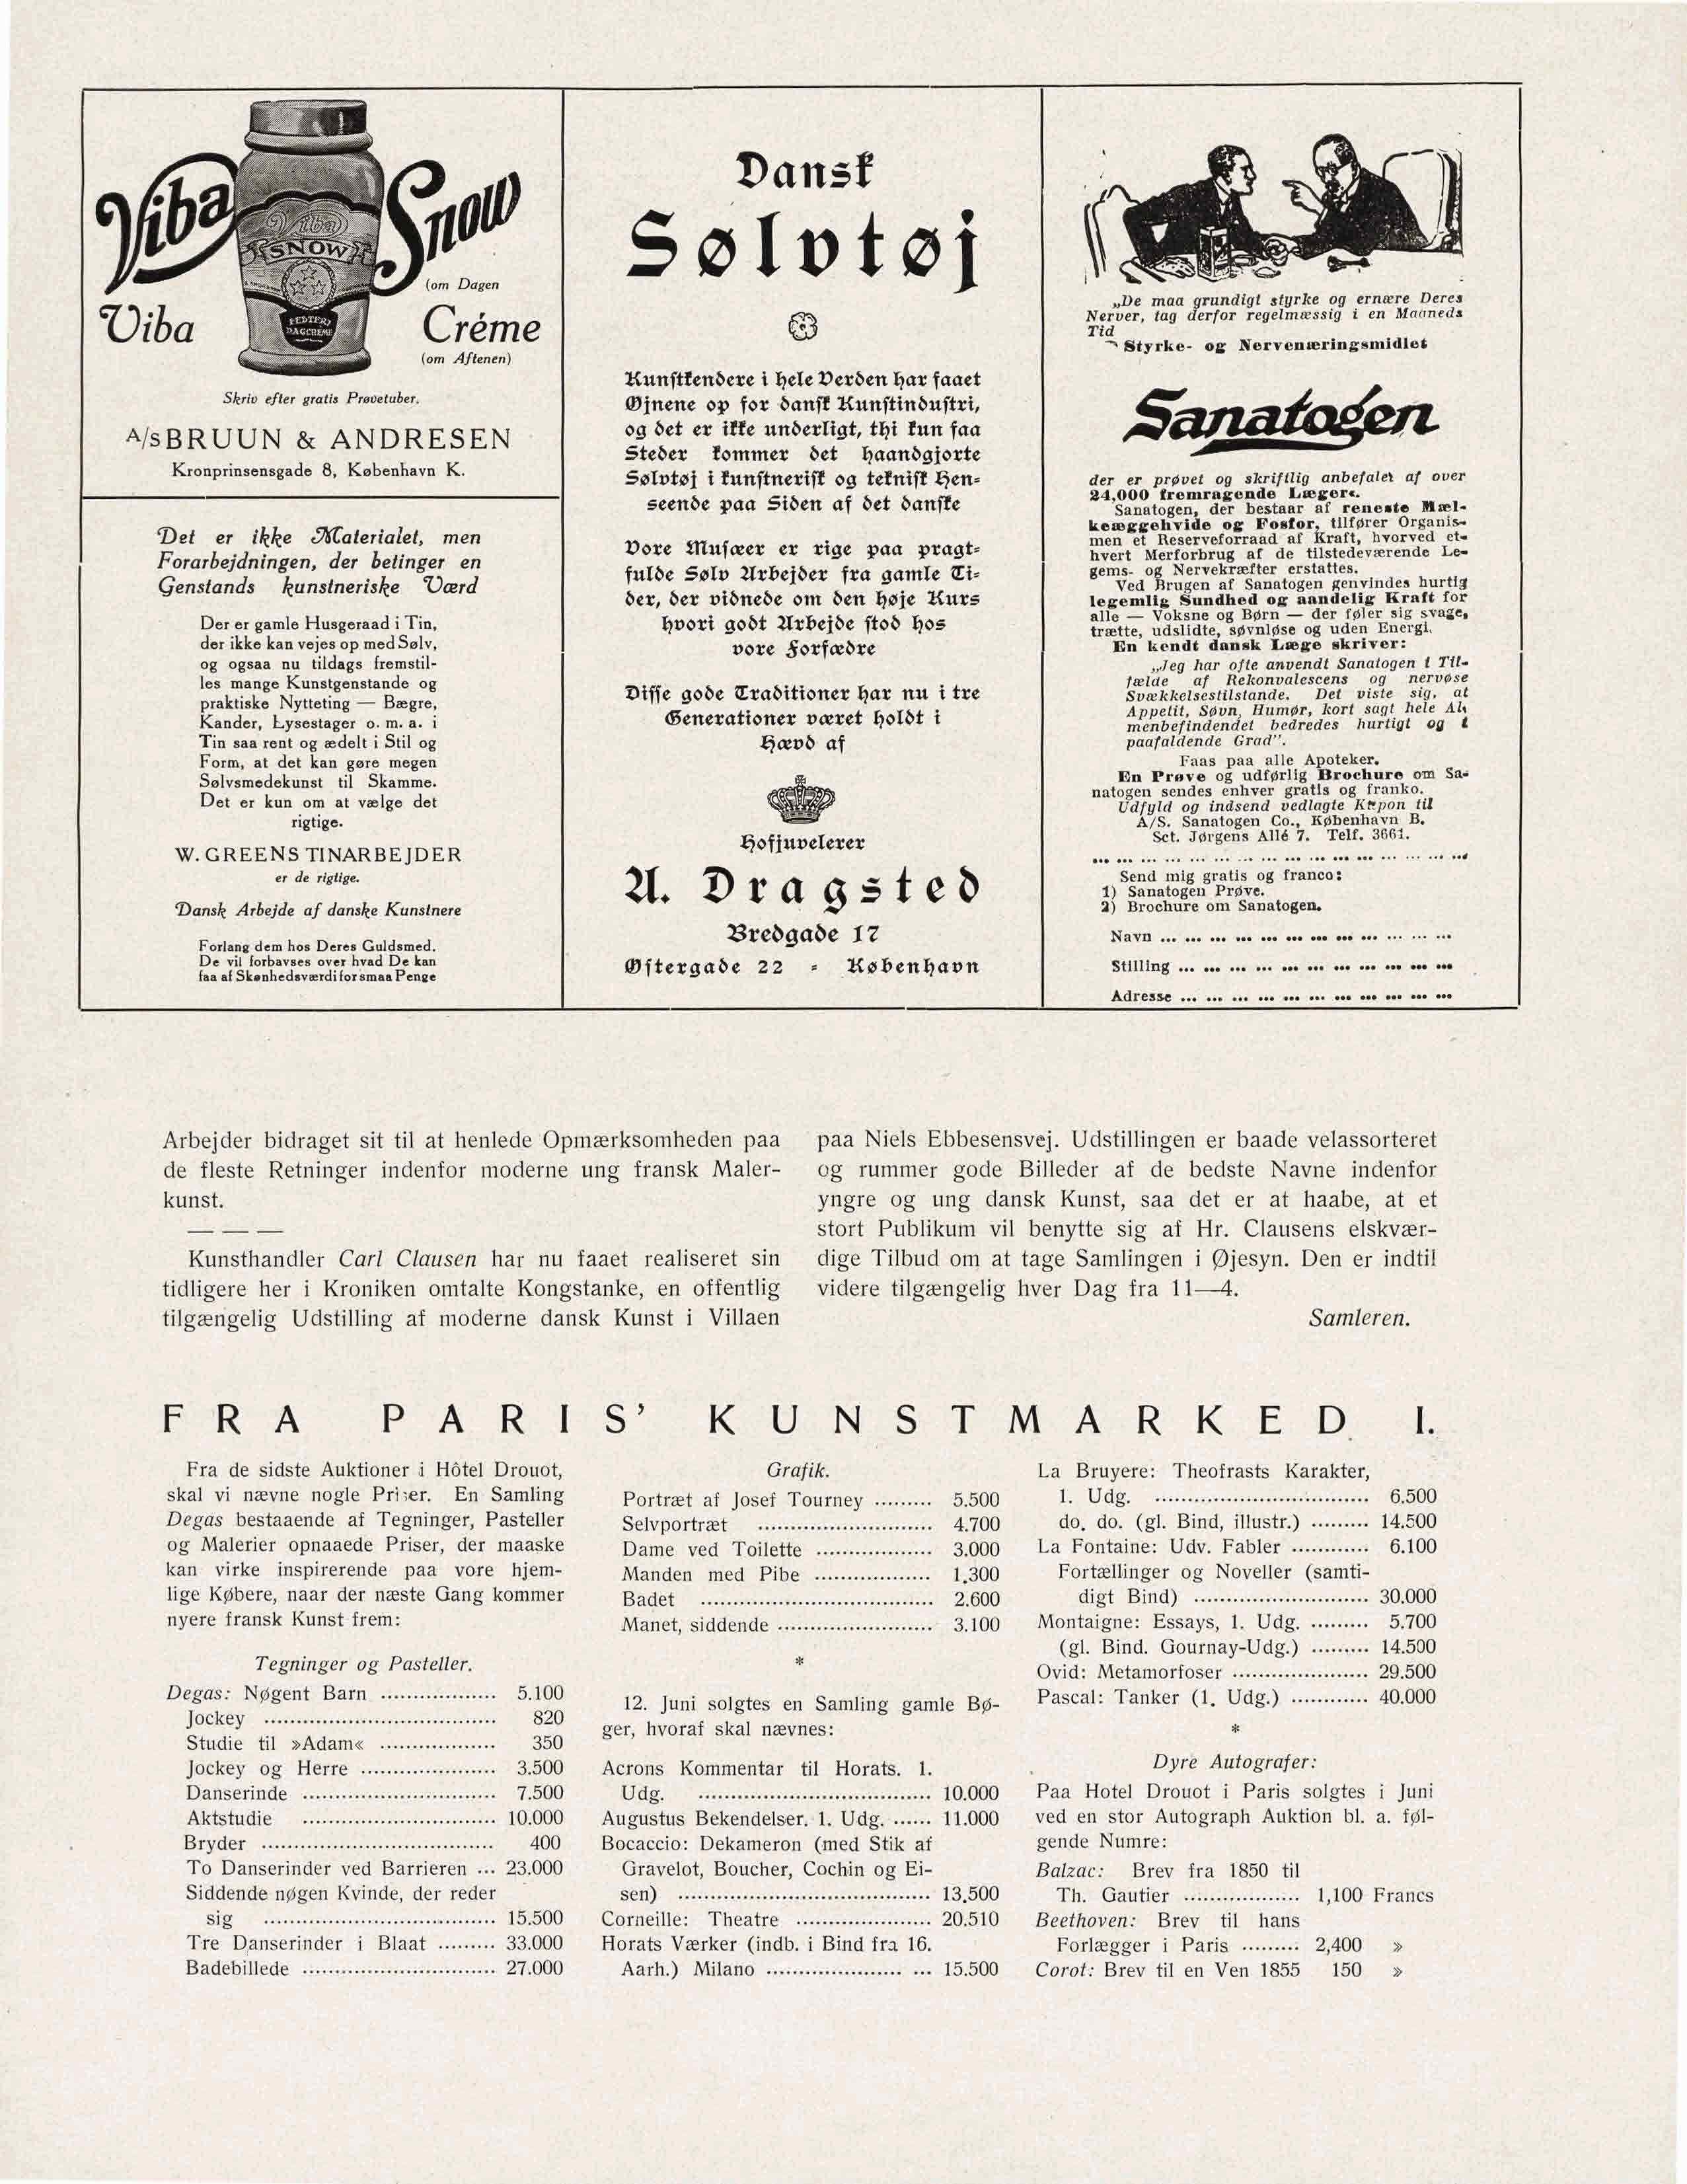 Viba Snow
Viba
SNOW
FEDTFRI
DAGCREME
(om Dagen
Viba Créme
(om Aftenen)
Skriv efter gratis Prøvetuber.
A/S BRUUN & ANDRESEN
Kronprinsensgade 8, København K.
Det er ikke Materialet, men
Forarbejdningen, der betinger en
Genstands kunstneriske Værd
Der er gamle Husgeraad i Tin,
der ikke kan vejes op med Sølv,
og ogsaa nu tildags fremstil-
les mange Kunstgenstande og
praktiske Nytteting — Bægre,
Kander, Lysestager o. m. a. i
Tin saa rent og ædelt i Stil og
Form, at det kan gøre megen
Sølvsmedekunst til Skamme.
Det er kun om at vælge det
rigtige.
W. GREENS TINARBEJDER
er de rigtige.
Dansk Arbejde af danske Kunstnere
Forlang dem hos Deres Guldsmed.
De vil forbavses over hvad De kan
faa af Skønhedsværdi for smaa Penge
Dansk
Sølvtøj
Kunstkendere i hele Verden har faaet
Øjnene op for dansk Kunstindustri,
og det er ikke underligt, thi kun faa
Steder kommer det haandgjorte
Sølvtøj i kunstnerisk og teknisk Hen-
seende paa Siden af det danske
Vore Musæer er rige paa pragt-
fulde Sølv Arbejder fra gamle Ti-
der, der vidnede om den høje Kurs
hvori godt Arbejde stod hos
vore Forfædre
Disse gode Traditioner har nu i tre
Generationer været holdt i
Hævd af
Hofjuvelerer
A. Dragsted
Bredgade 17
Østergade 22 - København
„De maa grundigt styrke og ernære Deres
Nerver, tag derfor regelmæssig i en Maaneds
Tid
Styrke- og Nervenæringsmidlet
Sanatogen
der er prøvet og skriftlig anbefalet af over
24,000 fremragende Læger«.
Sanatogen, der bestaar af reneste Mæl-
keæggehvide og Fosfor, tilfører Organis-
men et Reserveforraad af Kraft, hvorved et-
hvert Merforbrug af de tilstedeværende Le-
gems- og Nervekræfter erstattes.
Ved Brugen af Sanatogen genvindes hurtig
legemlig Sundhed og aandelig Kraft for
alle — Voksne og Børn — der føler sig svage,
trætte, udslidte, søvnløse og uden Energi.
En kendt dansk Læge skriver:
„Jeg har ofte anvendt Sanatogen i Til-
fælde af Rekonvalescens og nervøse
Svækkelsestilstande. Det viste sig, at
Appetit, Søvn, Humør, kort sagt hele Al-
menbefindendet bedredes hurtigt og i
paafaldende Grad”.
Faas paa alle Apoteker.
En Prøve og udførlig Brochure om Sa-
natogen sendes enhver gratis og franko.
Udfyld og indsend vedlagte Kupon til
A/S. Sanatogen Co., København B.
Sct. Jørgens Allé 7. Telf. 3661.
Send mig gratis og franco:
1) Sanatogen Prøve.
2) Brochure om Sanatogen.
Navn ... ... ... ... ... ... ... ... ... ... ... ...
Stilling ... ... ... ... ... ... ... ... ... ... ...
Adresse ... ... ... ... ... ... ... ... ... ... ...
Arbejder bidraget sit til at henlede Opmærksomheden paa
de fleste Retninger indenfor moderne ung fransk Maler-
kunst.
— — —
Kunsthandler Carl Clausen har nu faaet realiseret sin
tidligere her i Kroniken omtalte Kongstanke, en offentlig
tilgængelig Udstilling af moderne dansk Kunst i Villaen
paa Niels Ebbesensvej. Udstillingen er baade velassorteret
og rummer gode Billeder af de bedste Navne indenfor
yngre og ung dansk Kunst, saa det er at haabe, at et
stort Publikum vil benytte sig af Hr. Clausens elskvær-
dige Tilbud om at tage Samlingen i Øjesyn. Den er indtil
videre tilgængelig hver Dag fra 11—4.
Samleren.
FRA PARIS’ KUNSTMARKED I.
Fra de sidste Auktioner i Hôtel Drouot,
skal vi nævne nogle Priser. En Samling
Degas bestaaende af Tegninger, Pasteller
og Malerier opnaaede Priser, der maaske
kan virke inspirerende paa vore hjem-
lige Købere, naar der næste Gang kommer
nyere fransk Kunst frem:
Tegninger og Pasteller.
Degas: Nøgent Barn .................. 5.100
Jockey .................................... 820
Studie til »Adam« .................. 350
Jockey og Herre ..................... 3.500
Danserinde .............................. 7.500
Aktstudie .............................. 10.000
Bryder .................................... 400
To Danserinder ved Barrieren ... 23.000
Siddende nøgen Kvinde, der reder
sig .................................... 15.500
Tre Danserinder i Blaat ......... 33.000
Badebillede .............................. 27.000
Grafik.
Portræt af Josef Tourney ......... 5.500
Selvportræt ........................... 4.700
Dame ved Toilette .................. 3.000
Manden med Pibe .................. 1.300
Badet .................................... 2.600
Manet, siddende ........................ 3.100
*
12. Juni solgtes en Samling gamle Bø-
ger, hvoraf skal nævnes:
Acrons Kommentar til Horats. 1.
Udg. .................................... 10.000
Augustus Bekendelser. 1. Udg. ...... 11.000
Bocaccio: Dekameron (med Stik af
Gravelot, Boucher, Cochin og Ei-
sen) ....................................... 13.500
Corneille: Theatre ..................... 20.510
Horats Værker (indb. i Bind fra 16.
Aarh.) Milano ..................... ... 15.500
La Bruyere: Theofrasts Karakter,
1. Udg. ................................. 6.500
do. do. (gl. Bind, illustr.) ......... 14.500
La Fontaine: Udv. Fabler ............ 6.100
Fortællinger og Noveller (samti-
digt Bind) ........................... 30.000
Montaigne: Essays, 1. Udg. ......... 5.700
(gl. Bind. Gournay-Udg.) ......... 14.500
Ovid: Metamorfoser ..................... 29.500
Pascal: Tanker (1. Udg.) ............ 40.000
*
Dyre Autografer:
Paa Hotel Drouot i Paris solgtes i Juni
ved en stor Autograph Auktion bl. a. føl-
gende Numre:
Balzac: Brev fra 1850 til
Th. Gautier .................. 1,100 Francs
Beethoven: Brev til hans
Forlægger i Paris ......... 2,400 »
Corot: Brev til en Ven 1855 150 »